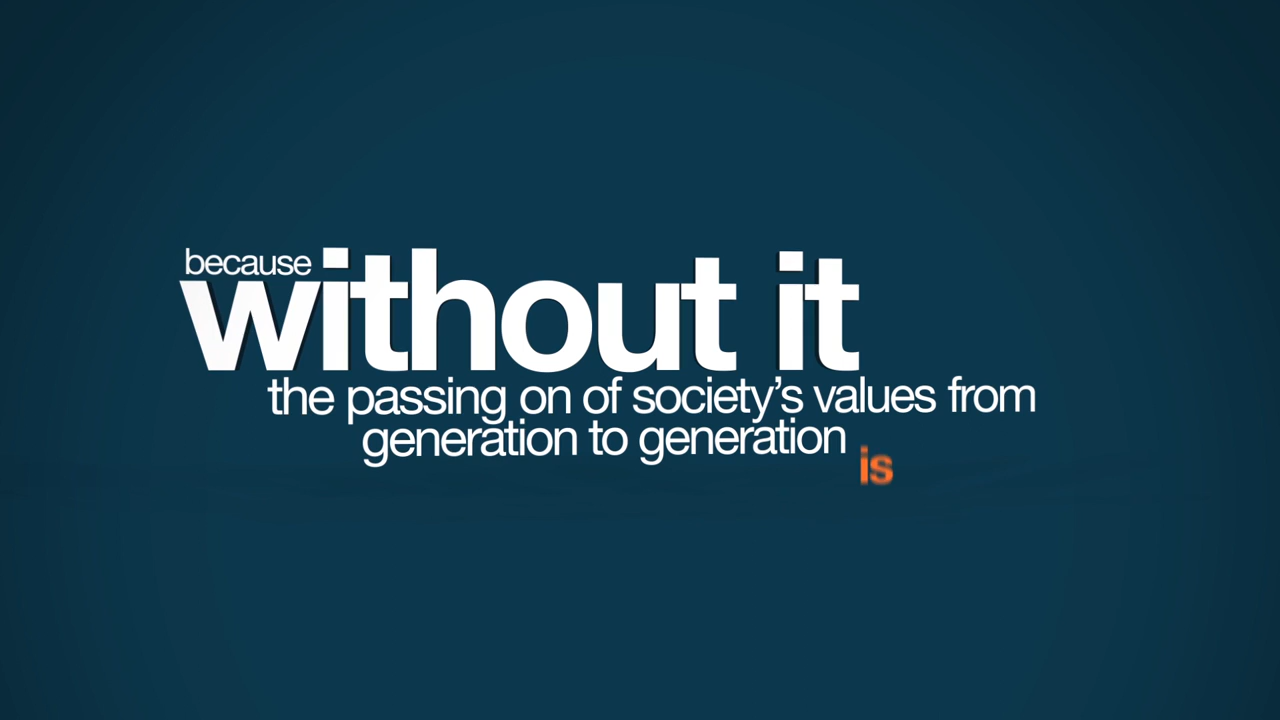 because
without it
the passing on of society’s values from
generation to generation
is